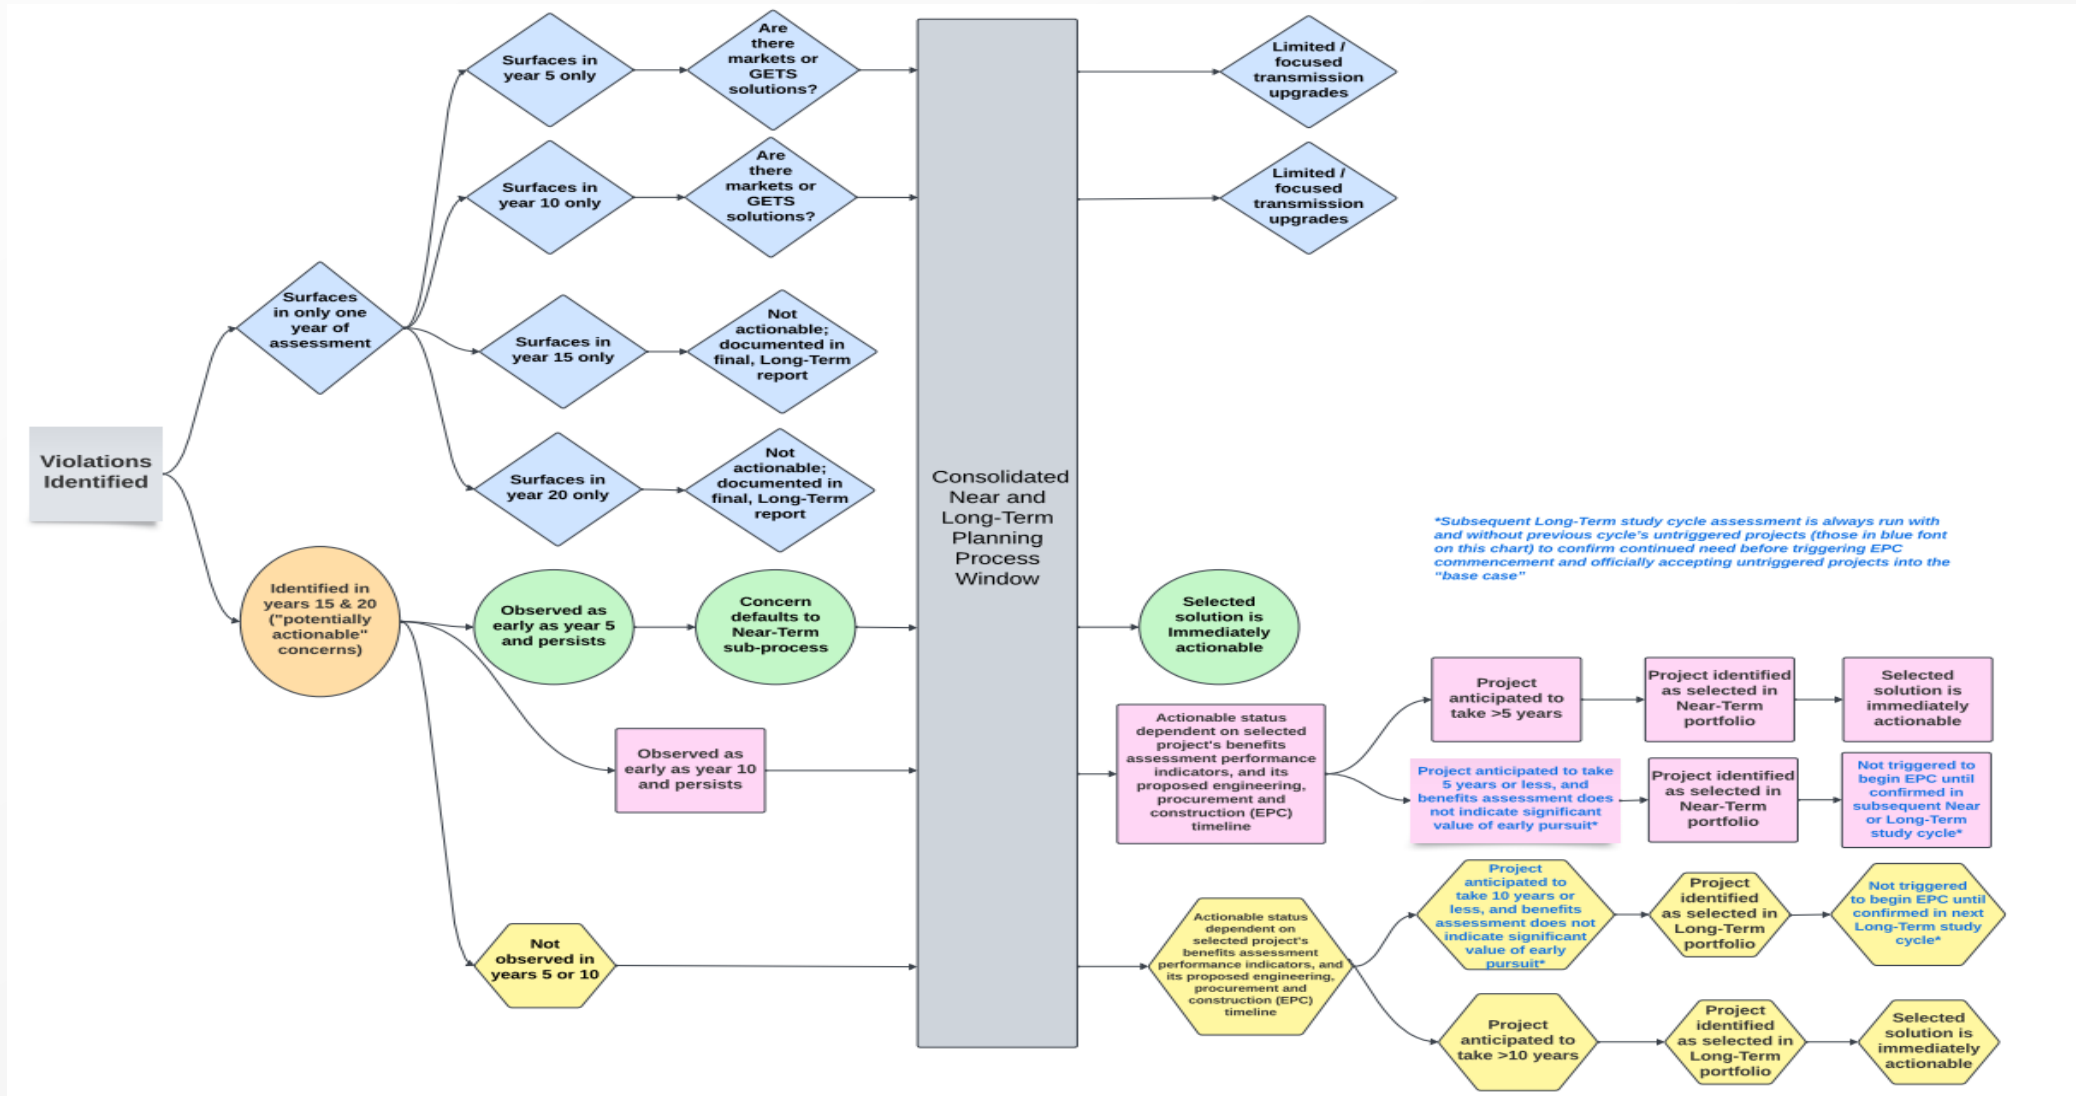 Surfaces in
year 5 only
Are
there
markets or
GETS
solutions?
Limited /
focused
transmission
upgrades
Surfaces in
year 10 only
Are
there
markets or
GETS
solutions?
Limited /
focused
transmission
upgrades
Surfaces
in only one
year of
assessment
Surfaces in
year 15 only
Not
actionable;
documented in
final, Long-Term
report
Violations
Identified
Surfaces in
year 20 only
Not
actionable;
documented in
final, Long-Term
report
Consolidated
Near and
Long-Term
Planning
Process
Window
*Subsequent Long-Term study cycle assessment is always run with
and without previous cycle's untriggered projects (those in blue font
on this chart) to confirm continued need before triggering EPC
commencement and officially accepting untriggered projects into the
"base case"
Identified in
years 15 & 20
("potentially
actionable"
concerns)
Observed as
early as year 5
and persists
Concern
defaults to
Near-Term
sub-process
Selected
solution is
Immediately
actionable
Observed as
early as year 10
and persists
Actionable status
dependent on selected
project's benefits
assessment performance
indicators, and its
proposed engineering,
procurement and
construction (EPC)
timeline
Project
anticipated to
take >5 years
Project identified
as selected in
Near-Term
portfolio
Selected
solution is
immediately
actionable
Project anticipated to take
5 years or less, and
benefits assessment does
not indicate significant
value of early pursuit*
Project identified
as selected in
Near-Term
portfolio
Not triggered to
begin EPC until
confirmed in
subsequent Near
or Long-Term
study cycle*
Not
observed in
years 5 or 10
Actionable status
dependent on
selected project's
benefits assessment
performance indicators, and
its proposed engineering,
procurement and
construction (EPC)
timeline
Project
anticipated to
take 10 years or
less, and benefits
assessment does not
indicate significant
value of early
pursuit*
Project
identified
as selected in
Long-Term
portfolio
Not triggered
to begin EPC until
confirmed in next
Long-Term study
cycle*
Project
anticipated to
take >10 years
Project
identified
as selected in
Long-Term
portfolio
Selected
solution is
immediately
actionable